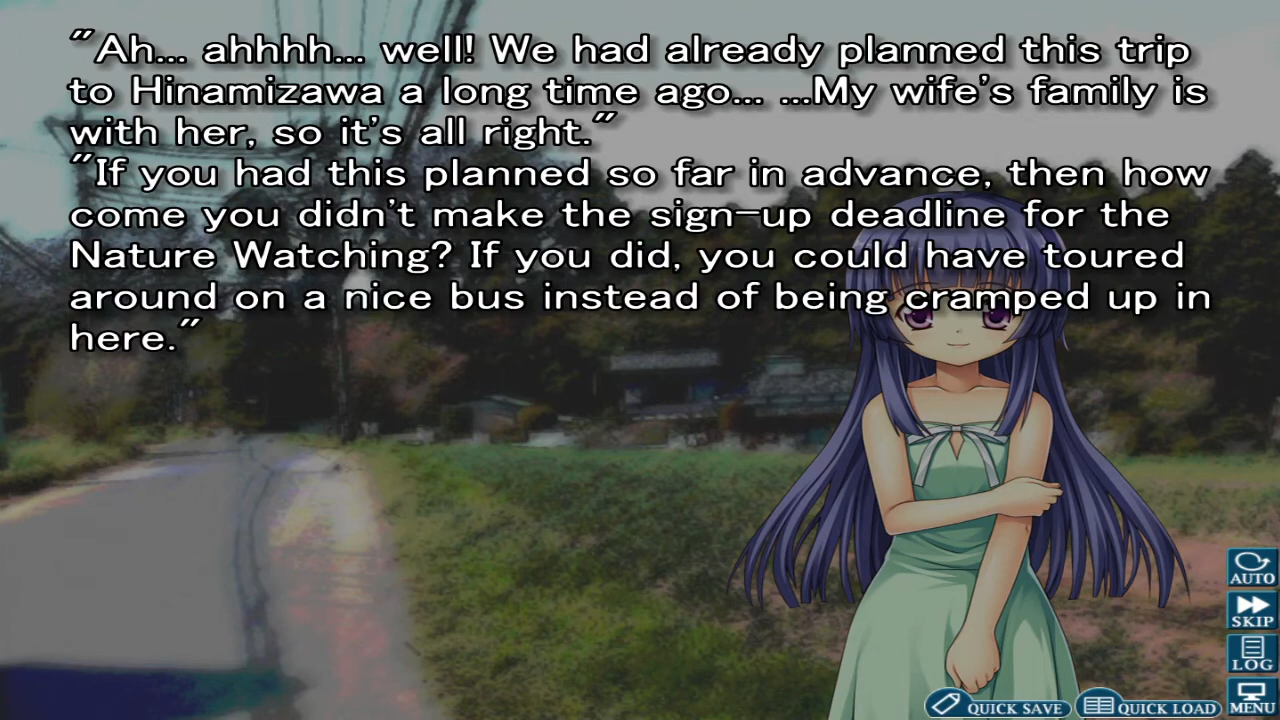 "Ah... ahhhh... well! We had already planned this trip
to Hinamizawa a long time ago... ...My wife's family is
with her, so it's all right."
"If you had this planned so far in advance, then how
come you didn't make the sign-up deadline for the
Nature Watching? If you did, you could have toured
around on a nice bus instead of being cramped up in
here."
AUTO
SKIP
LOG
QUICK SAVE QUICK LOAD MENU